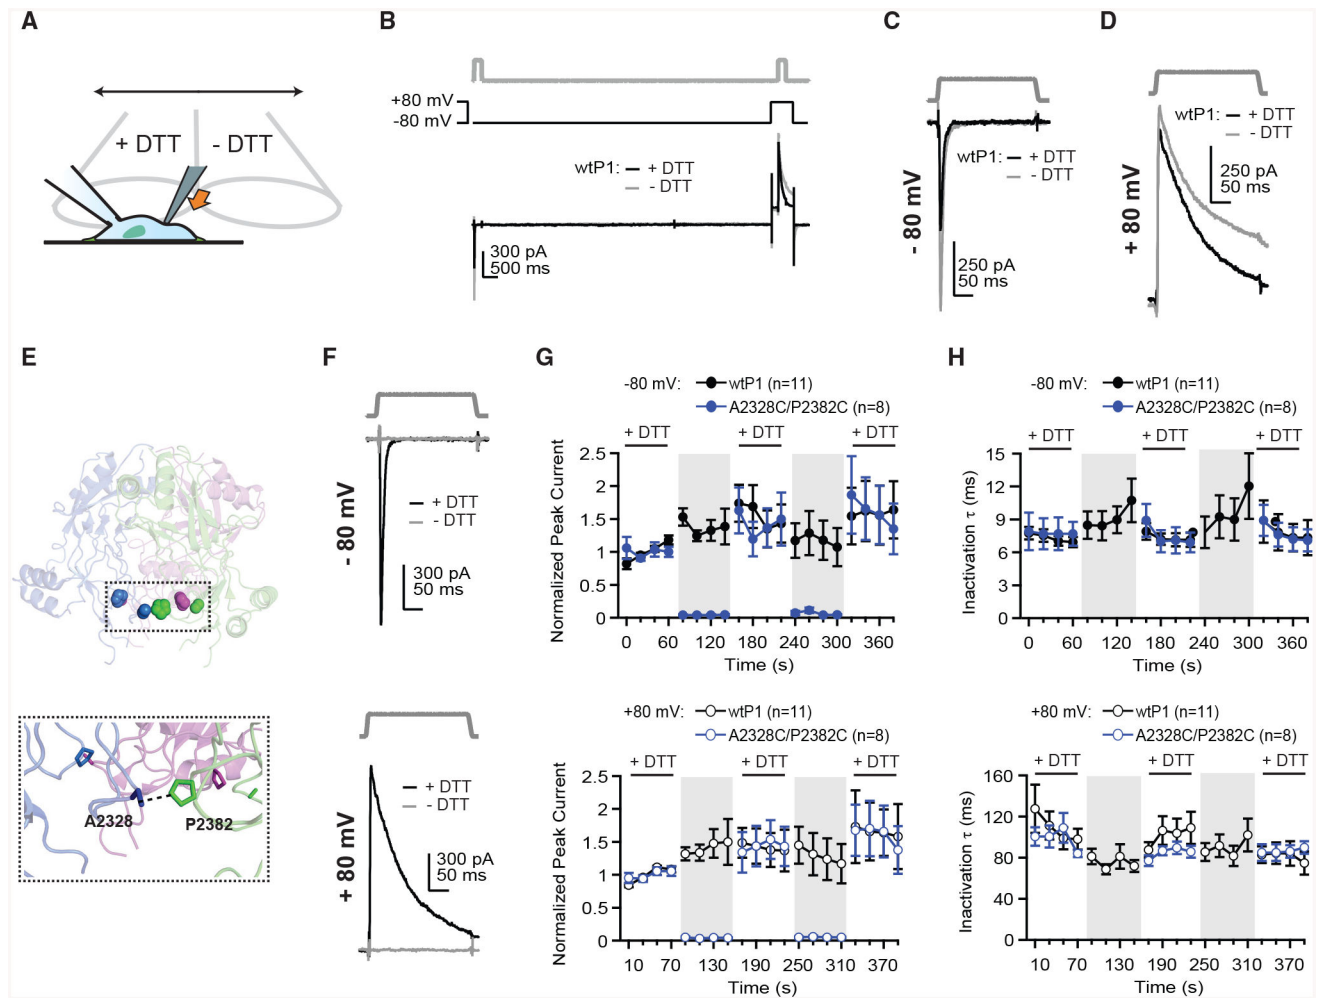 A
+ DTT
- DTT
B
+80 mV
-80 mV
wtP1: + DTT
- DTT
300 pA
500 ms
C
- 80 mV
wtP1: + DTT
- DTT
250 pA
50 ms
D
+ 80 mV
wtP1: + DTT
- DTT
250 pA
50 ms
E
A2328
P2382
F
- 80 mV
+ DTT
- DTT
300 pA
50 ms
+ 80 mV
+ DTT
- DTT
300 pA
50 ms
G
-80 mV: wtP1 (n=11)
A2328C/P2382C (n=8)
+ DTT + DTT + DTT
Normalized Peak Current
2.5
2
1.5
1
0.5
0
0 60 120 180 240 300 360
Time (s)
+80 mV: wtP1 (n=11)
A2328C/P2382C (n=8)
+ DTT + DTT + DTT
Normalized Peak Current
2.5
2
1.5
1
0.5
0
10 70 130 190 250 310 370
Time (s)
H
-80 mV: wtP1 (n=11)
A2328C/P2382C (n=8)
+ DTT + DTT + DTT
Inactivation τ (ms)
15
12
9
6
3
0
0 60 120 180 240 300 360
Time (s)
+80 mV: wtP1 (n=11)
A2328C/P2382C (n=8)
+ DTT + DTT + DTT
Inactivation τ (ms)
160
120
80
40
0
10 70 130 190 250 310 370
Time (s)